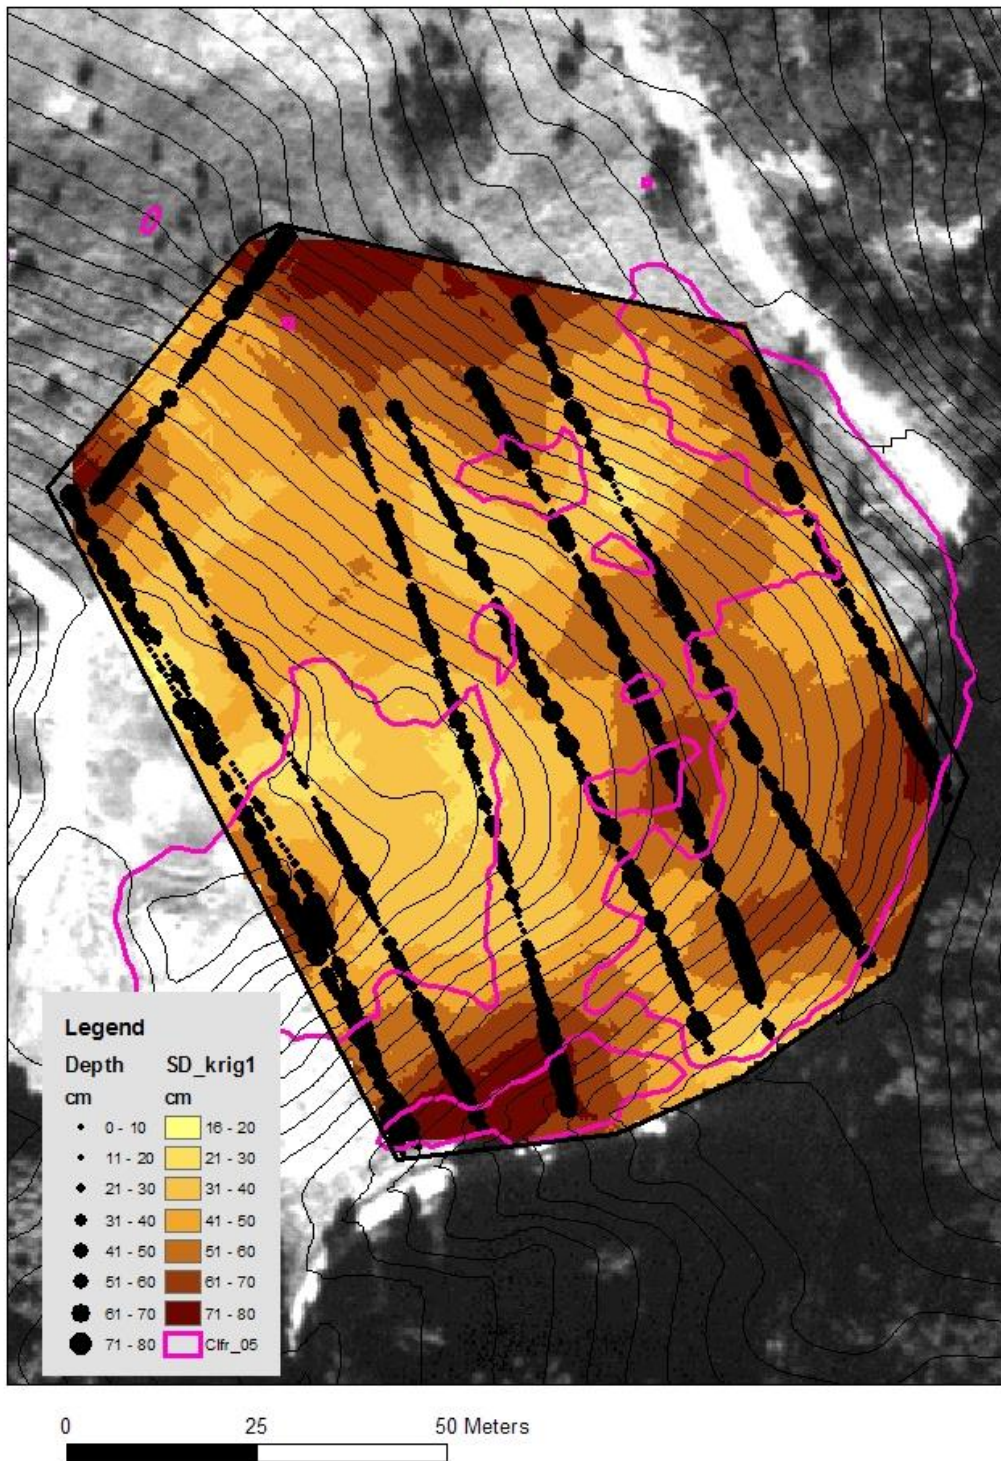 Legend
Depth SD_krig1
cm cm
0 - 10 16 - 20
11 - 20 21 - 30
21 - 30 31 - 40
31 - 40 41 - 50
41 - 50 51 - 60
51 - 60 61 - 70
61 - 70 71 - 80
71 - 80 Clfr_05
0 25 50 Meters